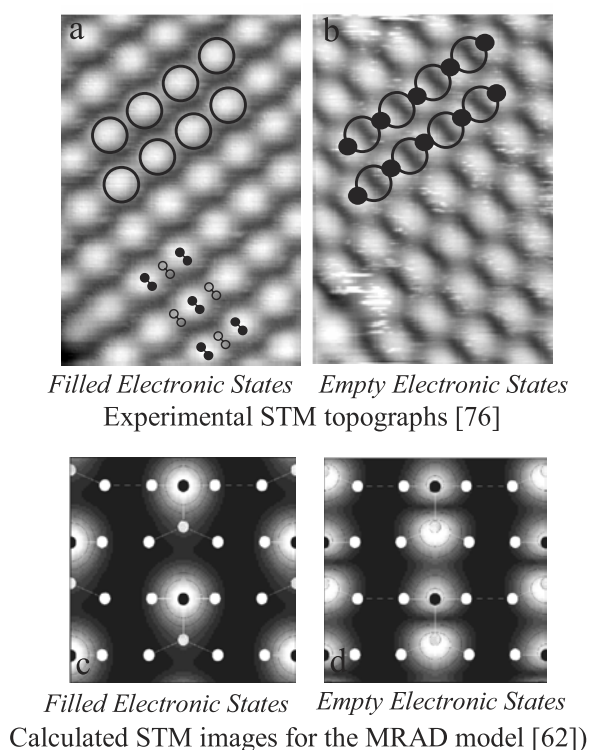 a
b
Filled Electronic States
Empty Electronic States
Experimental STM topographs [76]
c
d
Filled Electronic States
Empty Electronic States
Calculated STM images for the MRAD model [62])